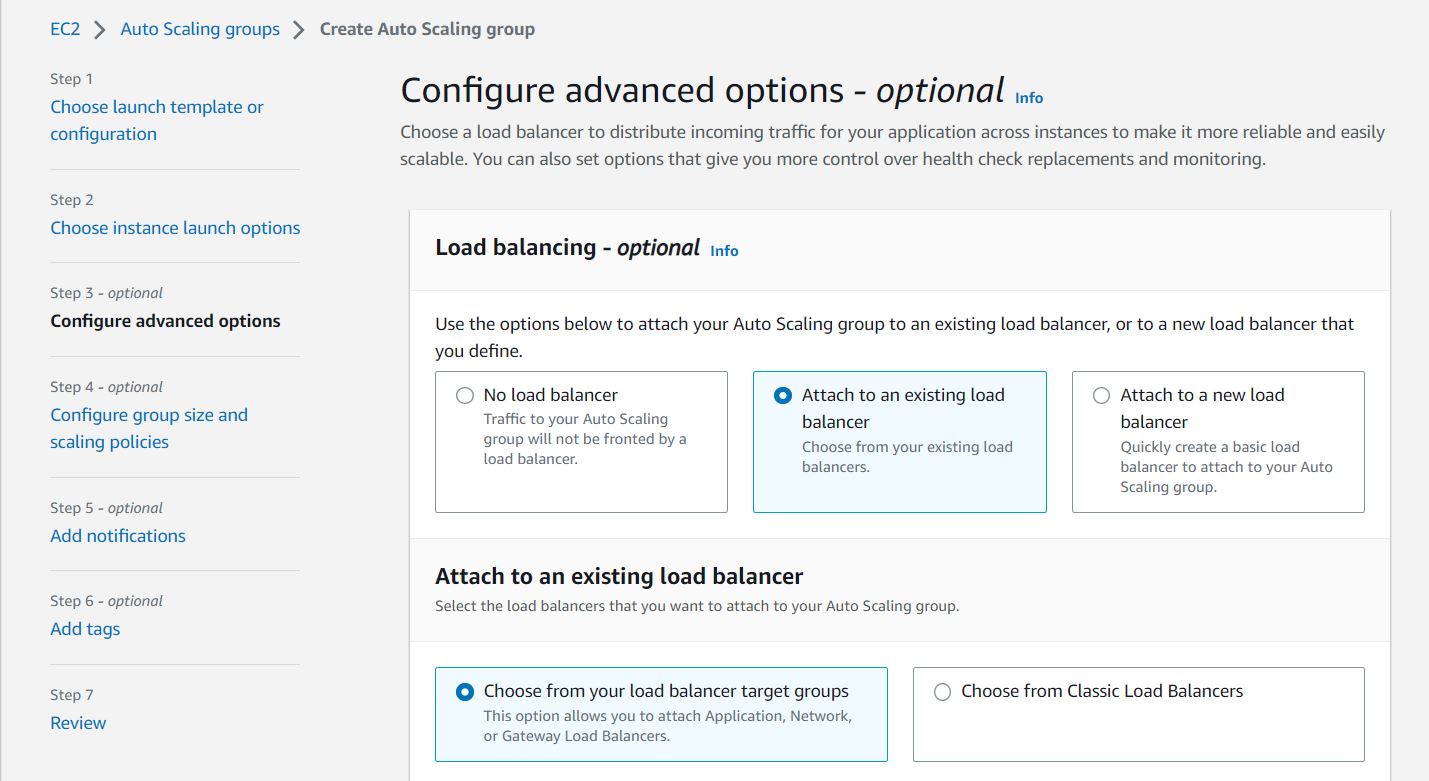 EC2 > Auto Scaling groups > Create Auto Scaling group
Step 1
Choose launch template or
configuration
Step 2
Choose instance launch options
Step 3 - optional
Configure advanced options
Step 4 - optional
Configure group size and
scaling policies
Step 5 - optional
Add notifications
Step 6 - optional
Add tags
Step 7
Review
Configure advanced options - optional Info
Choose a load balancer to distribute incoming traffic for your application across instances to make it more reliable and easily
scalable. You can also set options that give you more control over health check replacements and monitoring.
Load balancing - optional Info
Use the options below to attach your Auto Scaling group to an existing load balancer, or to a new load balancer that
you define.
No load balancer
Traffic to your Auto Scaling
group will not be fronted by a
load balancer.
Attach to an existing load
balancer
Choose from your existing load
balancers.
Attach to a new load
balancer
Quickly create a basic load
balancer to attach to your Auto
Scaling group.
Attach to an existing load balancer
Select the load balancers that you want to attach to your Auto Scaling group.
Choose from your load balancer target groups
This option allows you to attach Application, Network,
or Gateway Load Balancers.
Choose from Classic Load Balancers